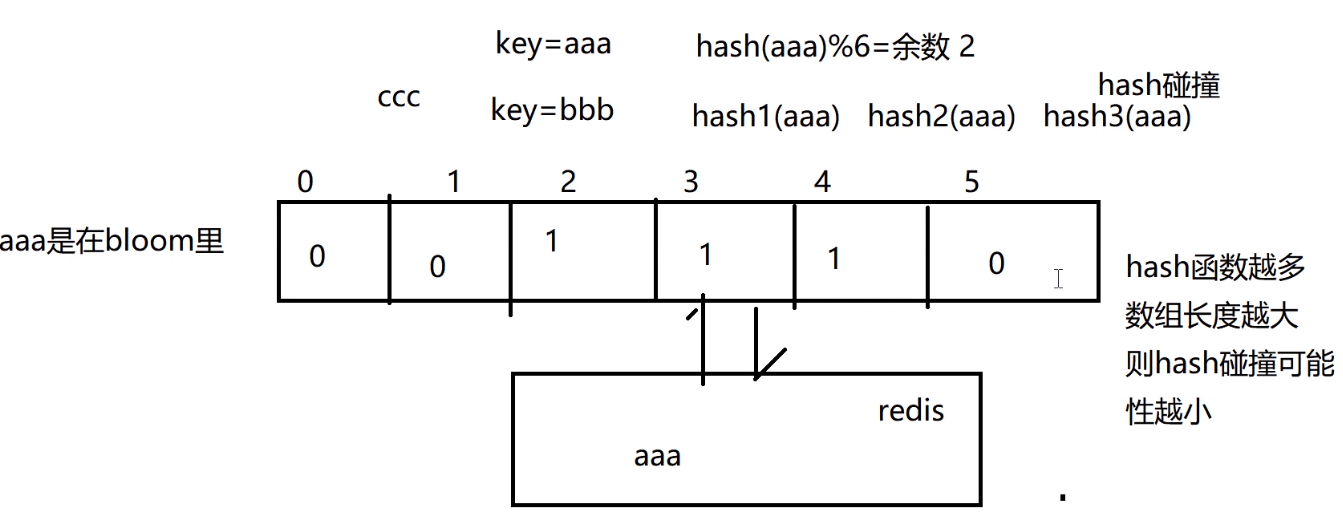 key=aaa
hash(aaa)%6=余数 2
ccc
key=bbb
hash碰撞
hash1(aaa) hash2(aaa) hash3(aaa)
0 1 2 3 4 5
aaa是在bloom里
0 0 1 1 1 0
hash函数越多
数组长度越大
则hash碰撞可能
性越小
redis
aaa